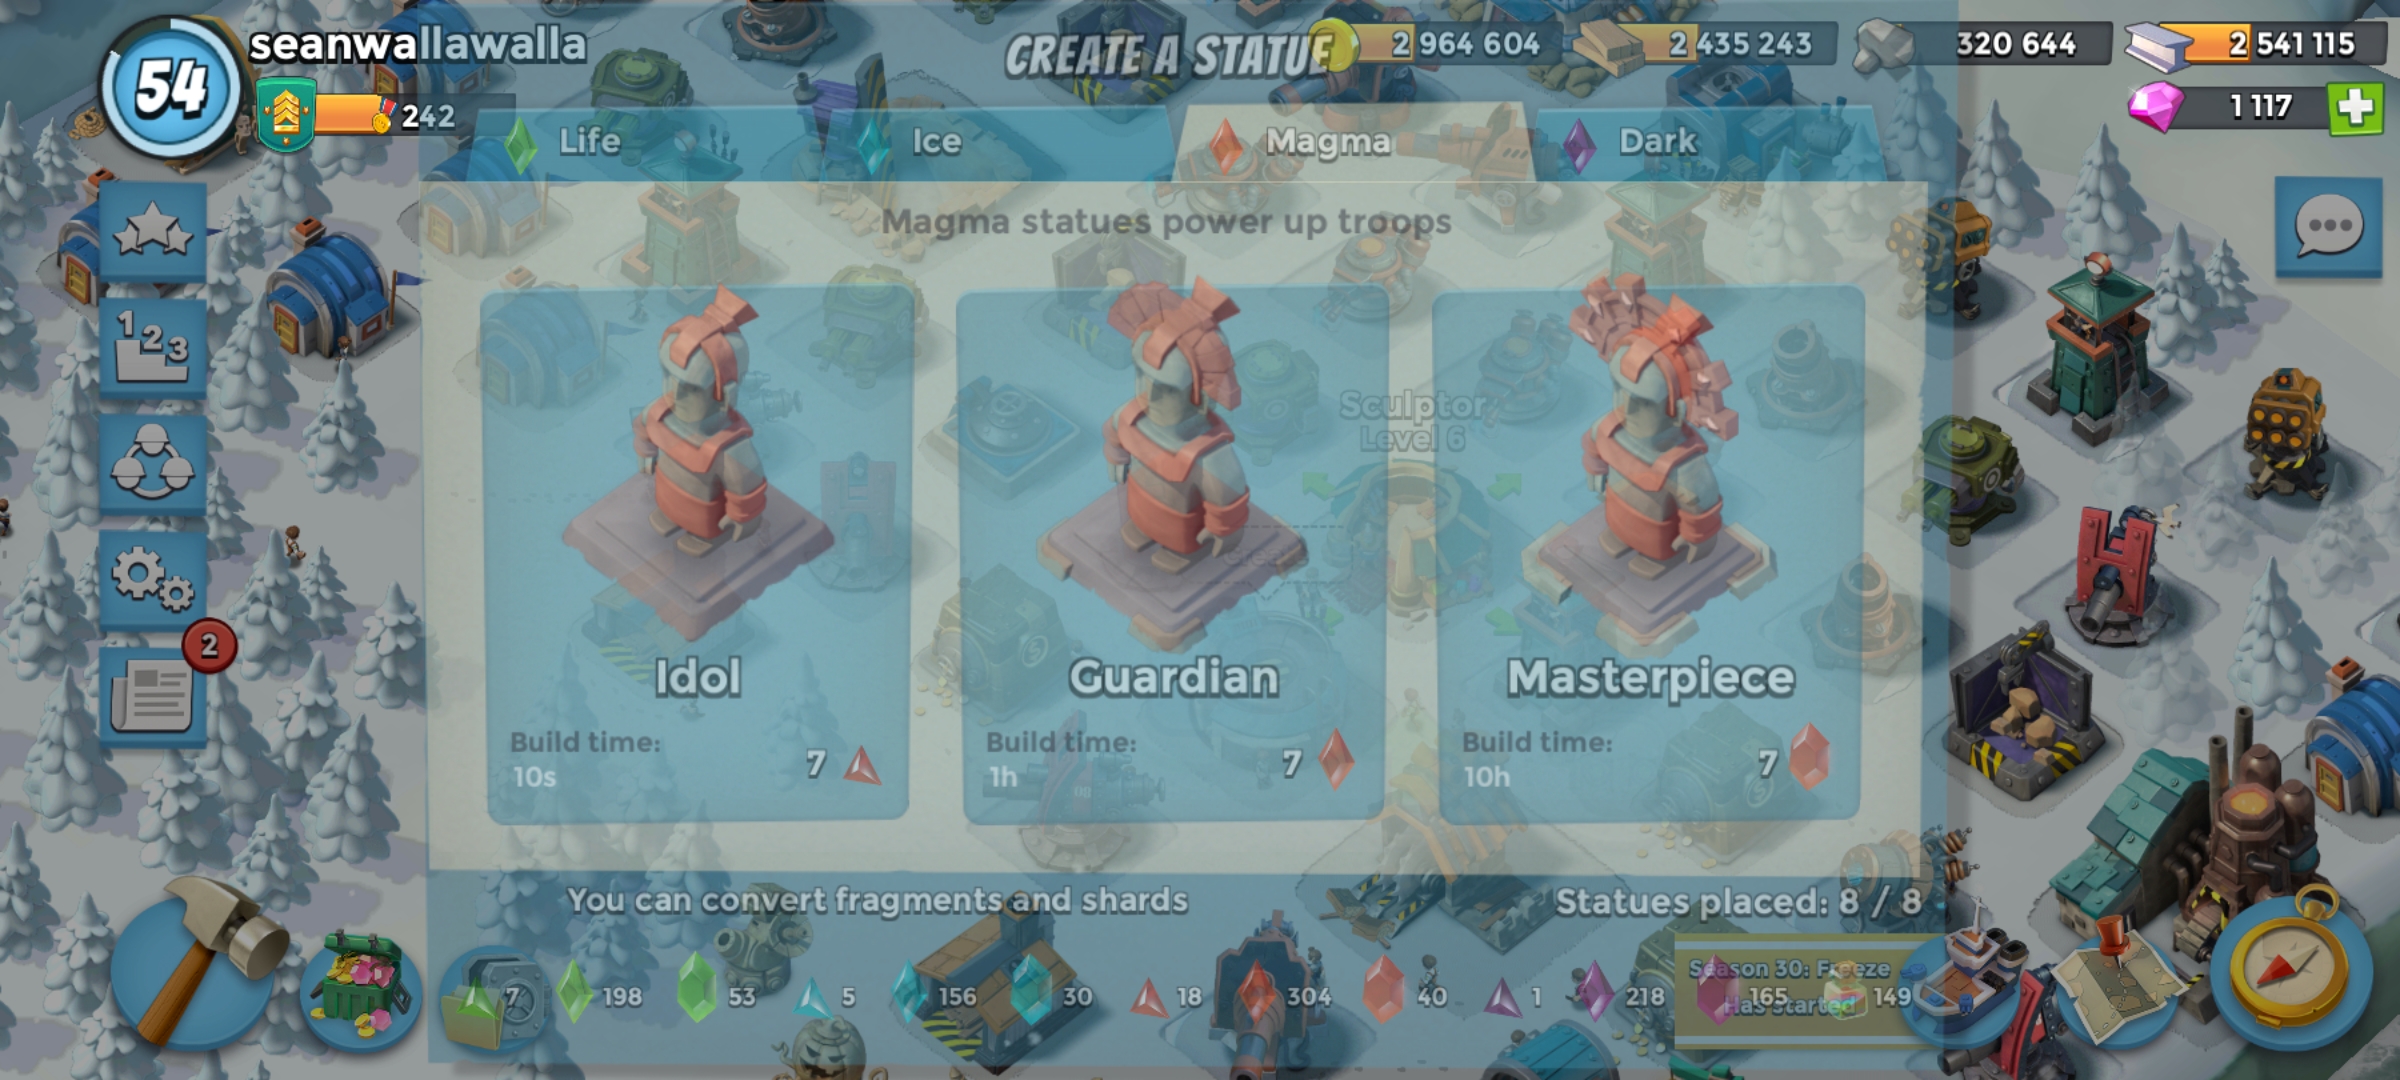 54
seanwallawalla
242
CREATE A STATUE
2 964 604
2 435 243
320 644
2 541 115
1 117
Life
Ice
Magma
Dark
Magma statues power up troops
1 2 3
2
Sculptor
Level 6
Idol
Build time:
10s
7
Guardian
Build time:
1h
7
Masterpiece
Build time:
10h
7
You can convert fragments and shards
Statues placed: 8 / 8
7
198
53
5
156
30
18
304
40
1
218
165
149
Season 30: Freeze
Has started